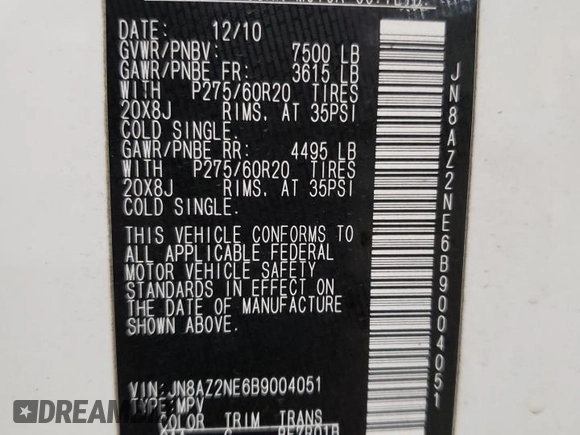 DATE: 12/10
GVWR/PNBV: 7500 LB
GAWR/PNBE FR: 3615 LB
WITH P275/60R20 TIRES
20X8J RIMS, AT 35PSI
COLD SINGLE.
GAWR/PNBE RR: 4495 LB
WITH P275/60R20 TIRES
20X8J RIMS, AT 35PSI
COLD SINGLE.
THIS VEHICLE CONFORMS TO
ALL APPLICABLE FEDERAL
MOTOR VEHICLE SAFETY
STANDARDS IN EFFECT ON
THE DATE OF MANUFACTURE
SHOWN ABOVE.
VIN: JN8AZ2NE6B9004051
TYPE: MPV
COLOR TRIM TRANS
JN8AZ2NE6B9004051